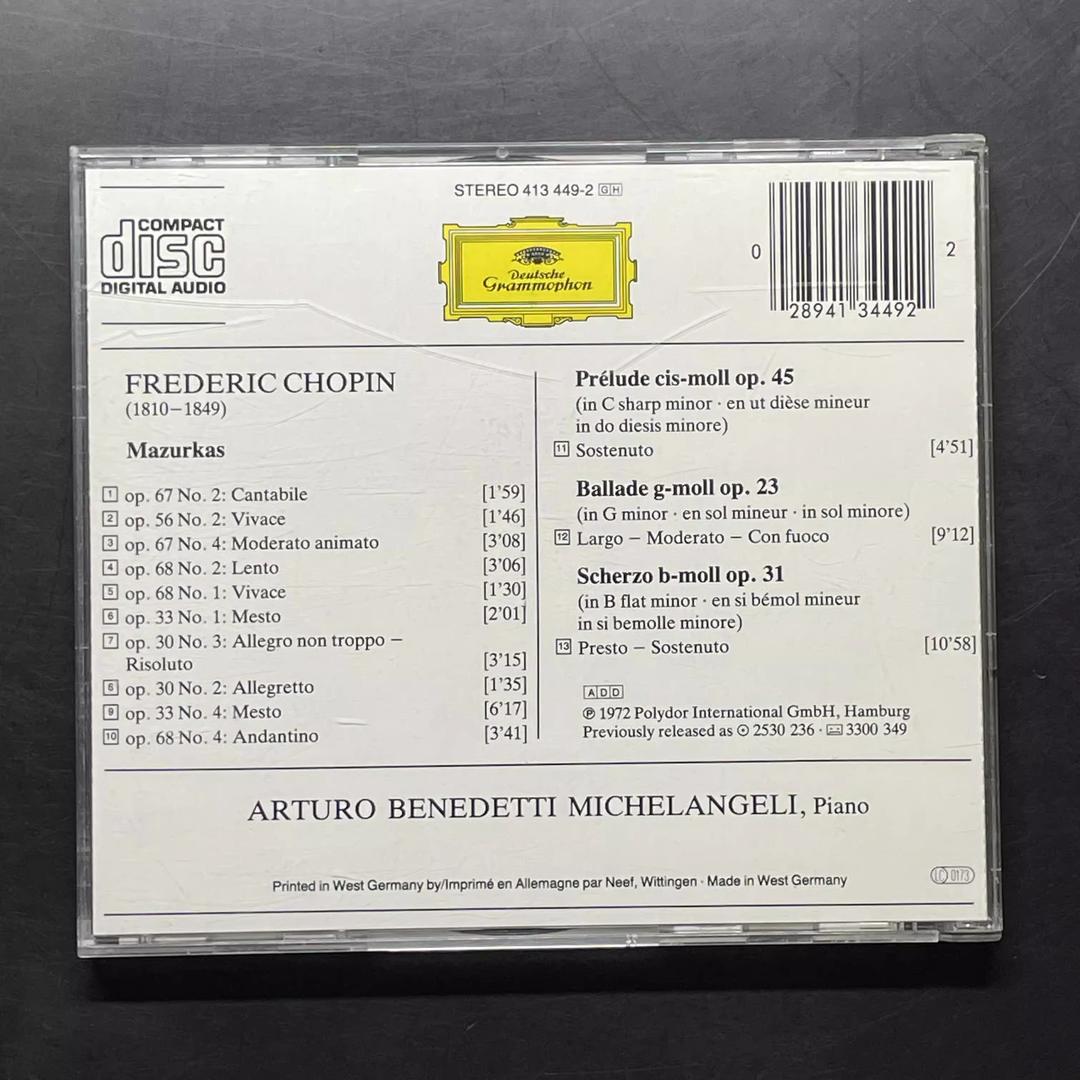 STEREO 413 449-2 GH
COMPACT
disc
DIGITAL AUDIO
Deutsche
Grammophon
0 28941 34492 2
FREDERIC CHOPIN
(1810–1849)
Mazurkas
1 op. 67 No. 2: Cantabile [1’59]
2 op. 56 No. 2: Vivace [1’46]
3 op. 67 No. 4: Moderato animato [3’08]
4 op. 68 No. 2: Lento [3’06]
5 op. 68 No. 1: Vivace [1’30]
6 op. 33 No. 1: Mesto [2’01]
7 op. 30 No. 3: Allegro non troppo –
Risoluto [3’15]
8 op. 30 No. 2: Allegretto [1’35]
9 op. 33 No. 4: Mesto [6’17]
10 op. 68 No. 4: Andantino [3’41]
Prélude cis-moll op. 45
(in C sharp minor · en ut dièse mineur
in do diesis minore)
11 Sostenuto [4’51]
Ballade g-moll op. 23
(in G minor · en sol mineur · in sol minore)
12 Largo – Moderato – Con fuoco [9’12]
Scherzo b-moll op. 31
(in B flat minor · en si bémol mineur
in si bemolle minore)
13 Presto – Sostenuto [10’58]
ADD
℗ 1972 Polydor International GmbH, Hamburg
Previously released as 2530 236 · 3300 349
ARTURO BENEDETTI MICHELANGELI, Piano
Printed in West Germany by/Imprimé en Allemagne par Neef, Wittingen · Made in West Germany
LC 0173